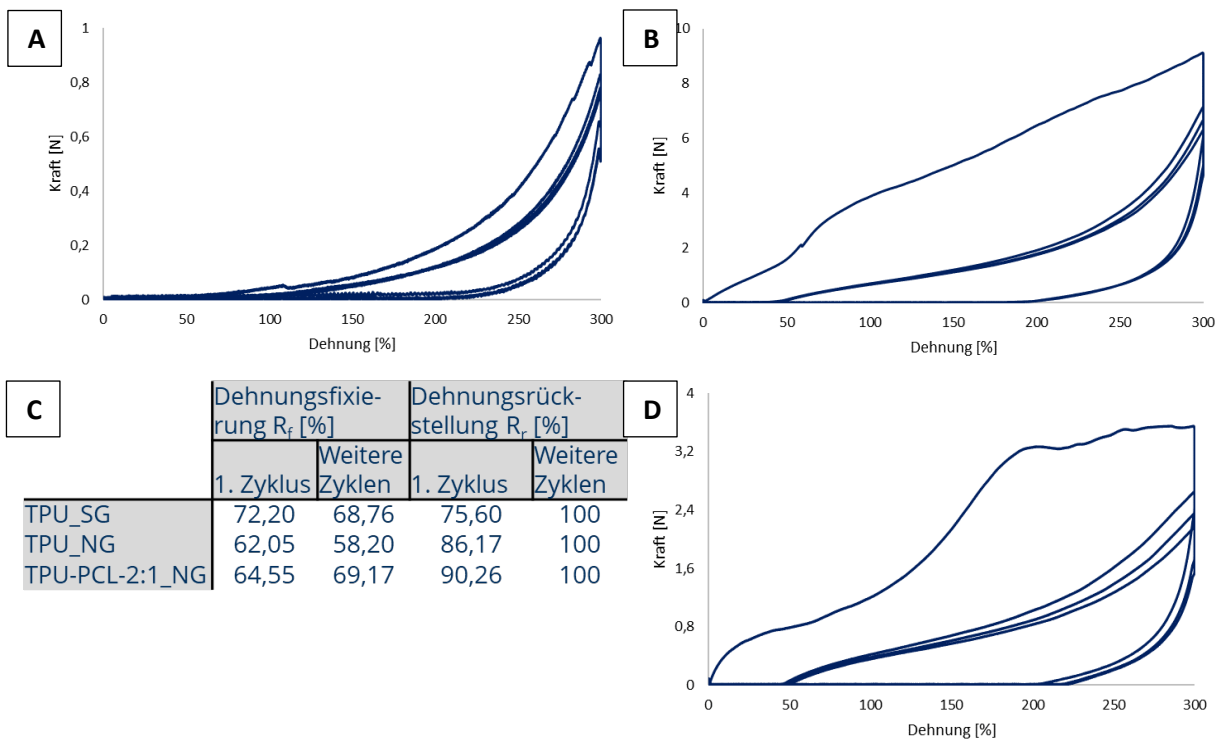 A
1
0,8
0,6
0,4
0,2
0
Kraft [N]
0 50 100 150 200 250 300
Dehnung [%]
B
10
8
6
4
2
0
Kraft [N]
0 50 100 150 200 250 300
Dehnung [%]
C
Dehnungsfixie- Dehnungsrück-
rung Rf [%] stellung Rr [%]
Weitere Weitere
1. Zyklus Zyklen 1. Zyklus Zyklen
TPU_SG 72,20 68,76 75,60 100
TPU_NG 62,05 58,20 86,17 100
TPU-PCL-2:1_NG 64,55 69,17 90,26 100
D
4
3,2
2,4
1,6
0,8
0
Kraft [N]
0 50 100 150 200 250 300
Dehnung [%]